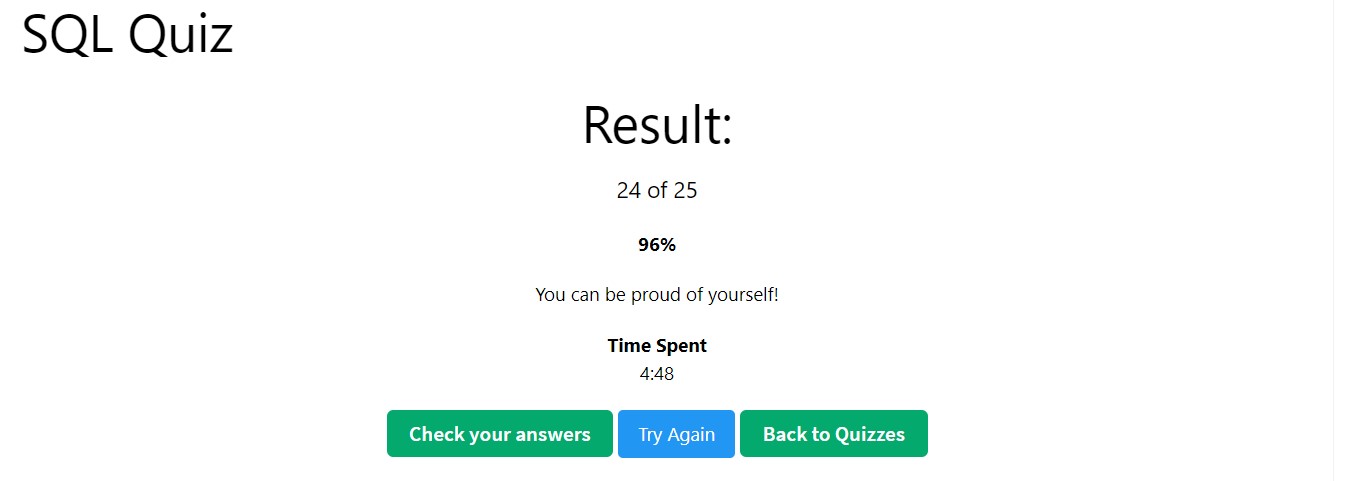 SQL Quiz
Result:
24 of 25
96%
You can be proud of yourself!
Time Spent
4:48
Check your answers
Try Again
Back to Quizzes